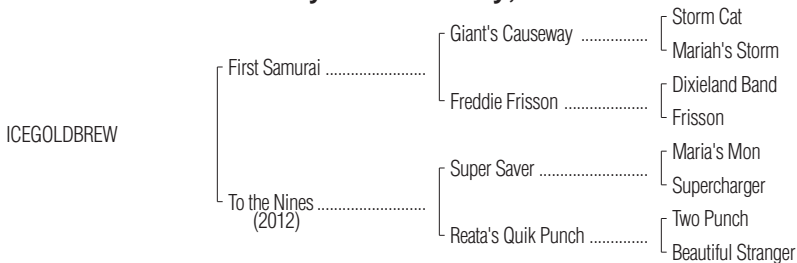 Storm Cat
Giant's Causeway ................
Mariah's Storm
First Samurai .........................
Dixieland Band
Freddie Frisson ....................
Frisson
ICEGOLDBREW
Maria's Mon
Super Saver ..........................
Supercharger
To the Nines ..........................
(2012)
Two Punch
Reata's Quik Punch ..............
Beautiful Stranger